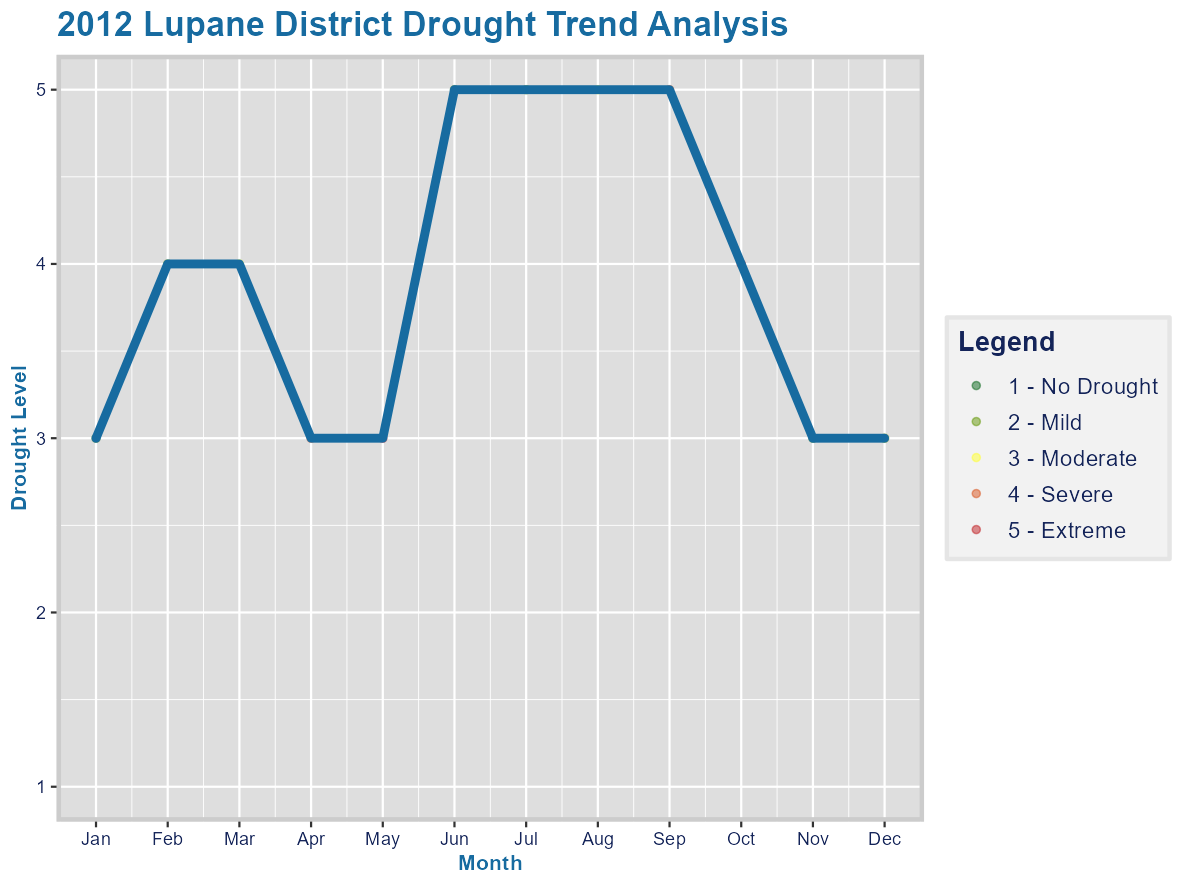 2012 Lupane District Drought Trend Analysis
Drought Level
5
4
3
2
1
Jan Feb Mar Apr May Jun Jul Aug Sep Oct Nov Dec
Month
Legend
1 - No Drought
2 - Mild
3 - Moderate
4 - Severe
5 - Extreme